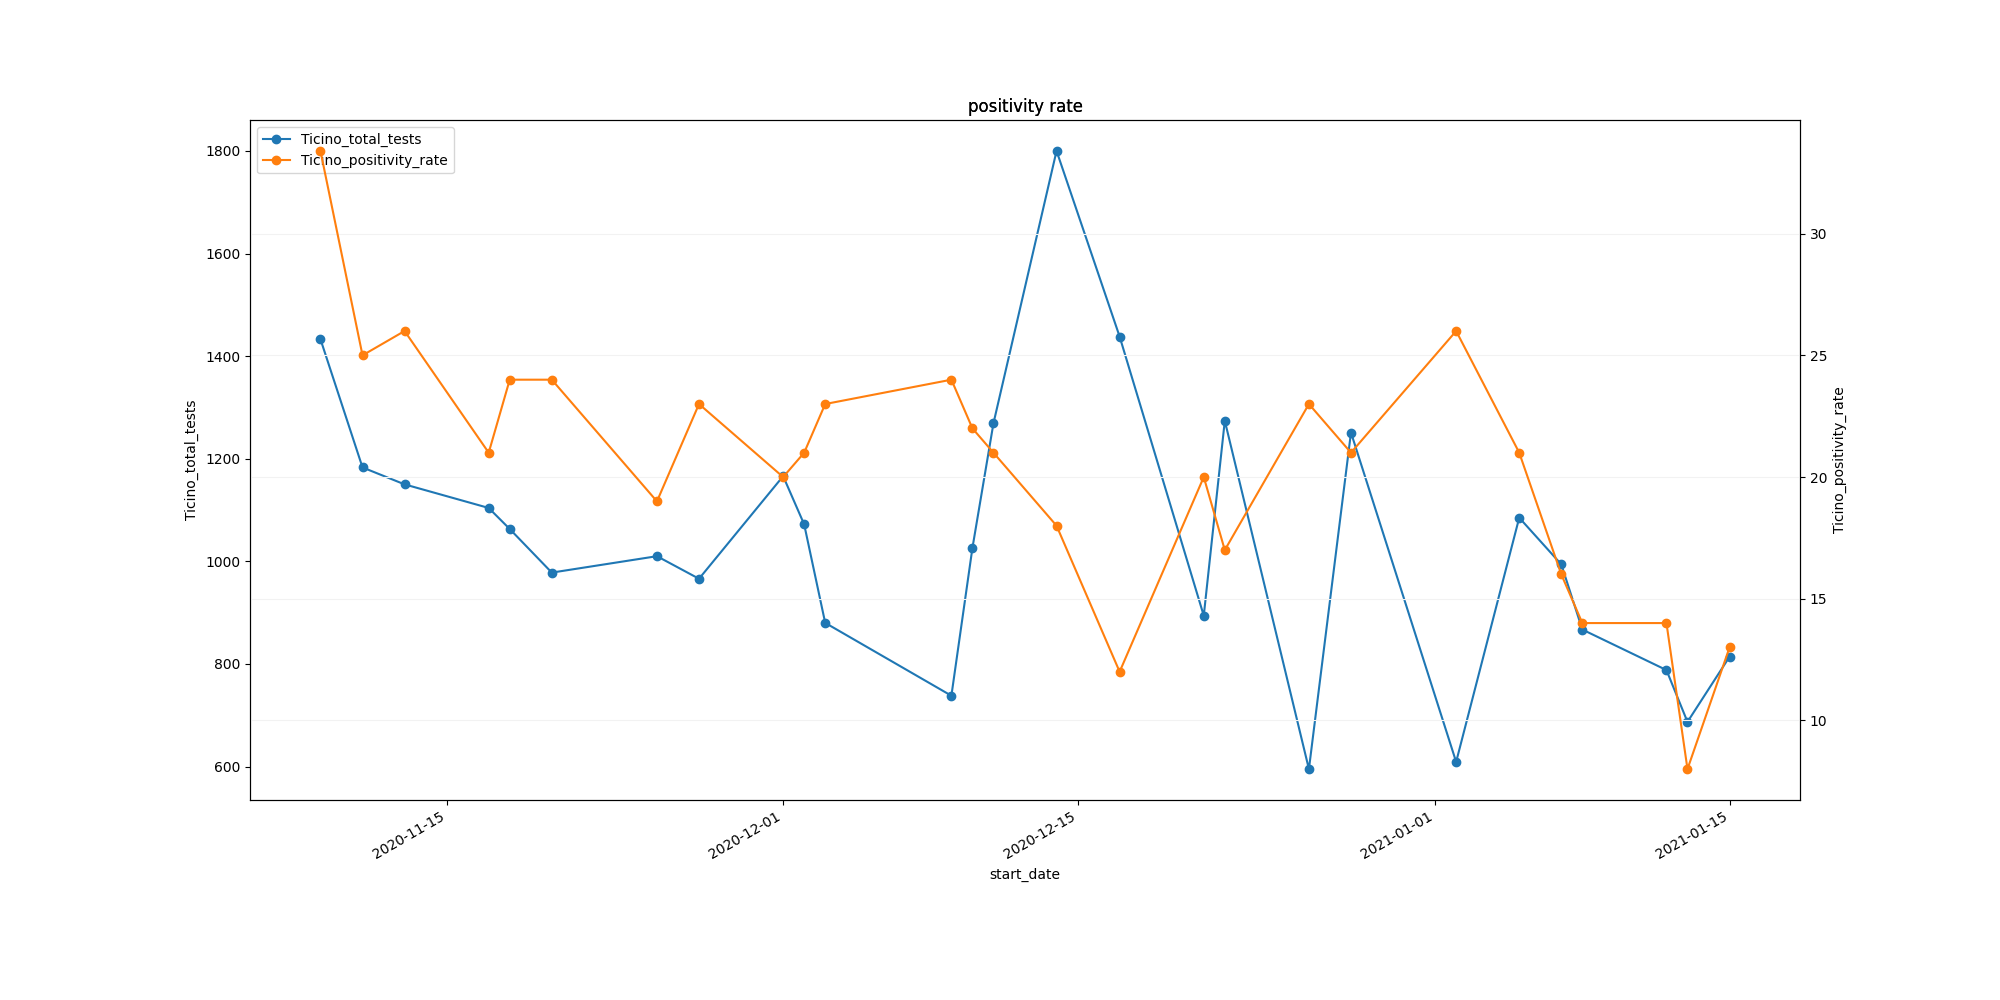 positivity rate
Ticino_total_tests
Ticino_positivity_rate
1800
1600
1400
1200
1000
800
600
Ticino_total_tests
30
25
20
15
10
Ticino_positivity_rate
2020-11-15
2020-12-01
2020-12-15
2021-01-01
2021-01-15
start_date